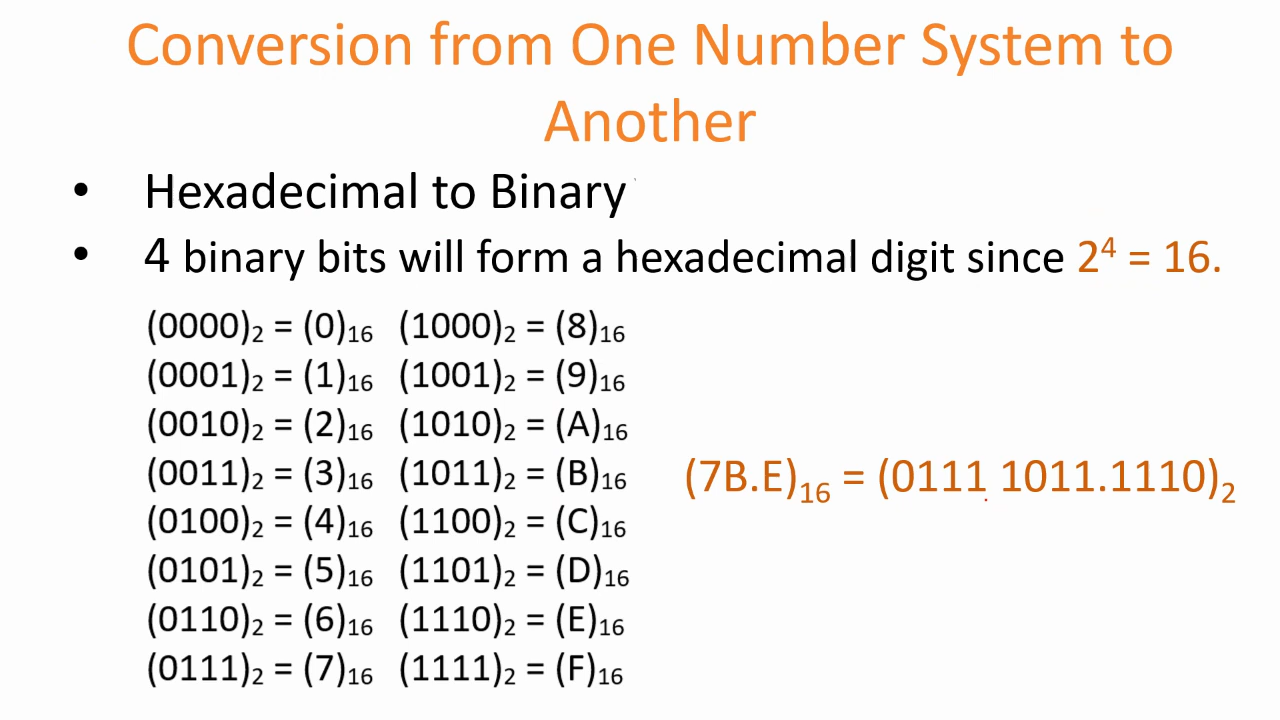 Conversion from One Number System to
Another
• Hexadecimal to Binary
• 4 binary bits will form a hexadecimal digit since 2⁴ = 16.
(0000)₂ = (0)₁₆ (1000)₂ = (8)₁₆
(0001)₂ = (1)₁₆ (1001)₂ = (9)₁₆
(0010)₂ = (2)₁₆ (1010)₂ = (A)₁₆
(0011)₂ = (3)₁₆ (1011)₂ = (B)₁₆
(0100)₂ = (4)₁₆ (1100)₂ = (C)₁₆
(0101)₂ = (5)₁₆ (1101)₂ = (D)₁₆
(0110)₂ = (6)₁₆ (1110)₂ = (E)₁₆
(0111)₂ = (7)₁₆ (1111)₂ = (F)₁₆
(7B.E)₁₆ = (0111 1011.1110)₂